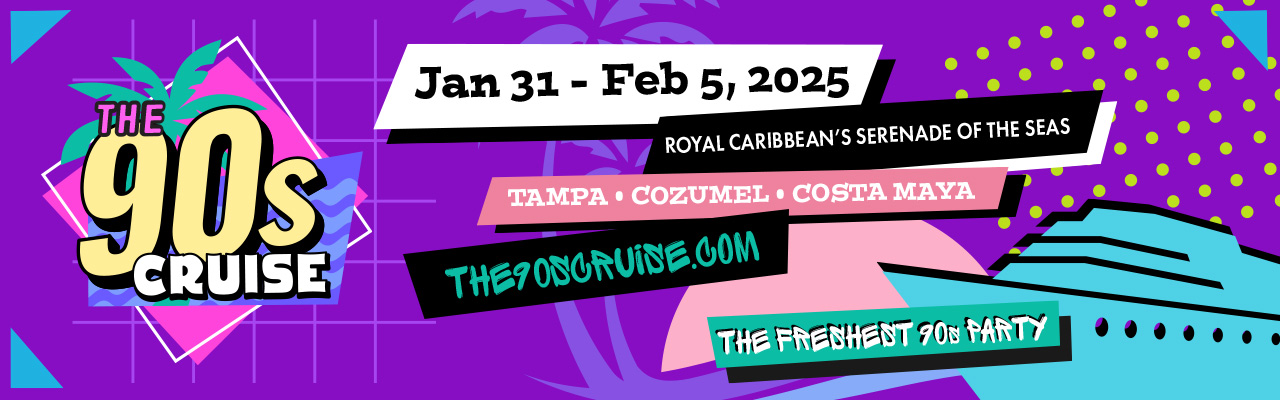 THE
90s
CRUISE
Jan 31 - Feb 5, 2025
ROYAL CARIBBEAN'S SERENADE OF THE SEAS
TAMPA • COZUMEL • COSTA MAYA
THE90SCRUiSE.COM
THE FRESHEST 90s PARTY